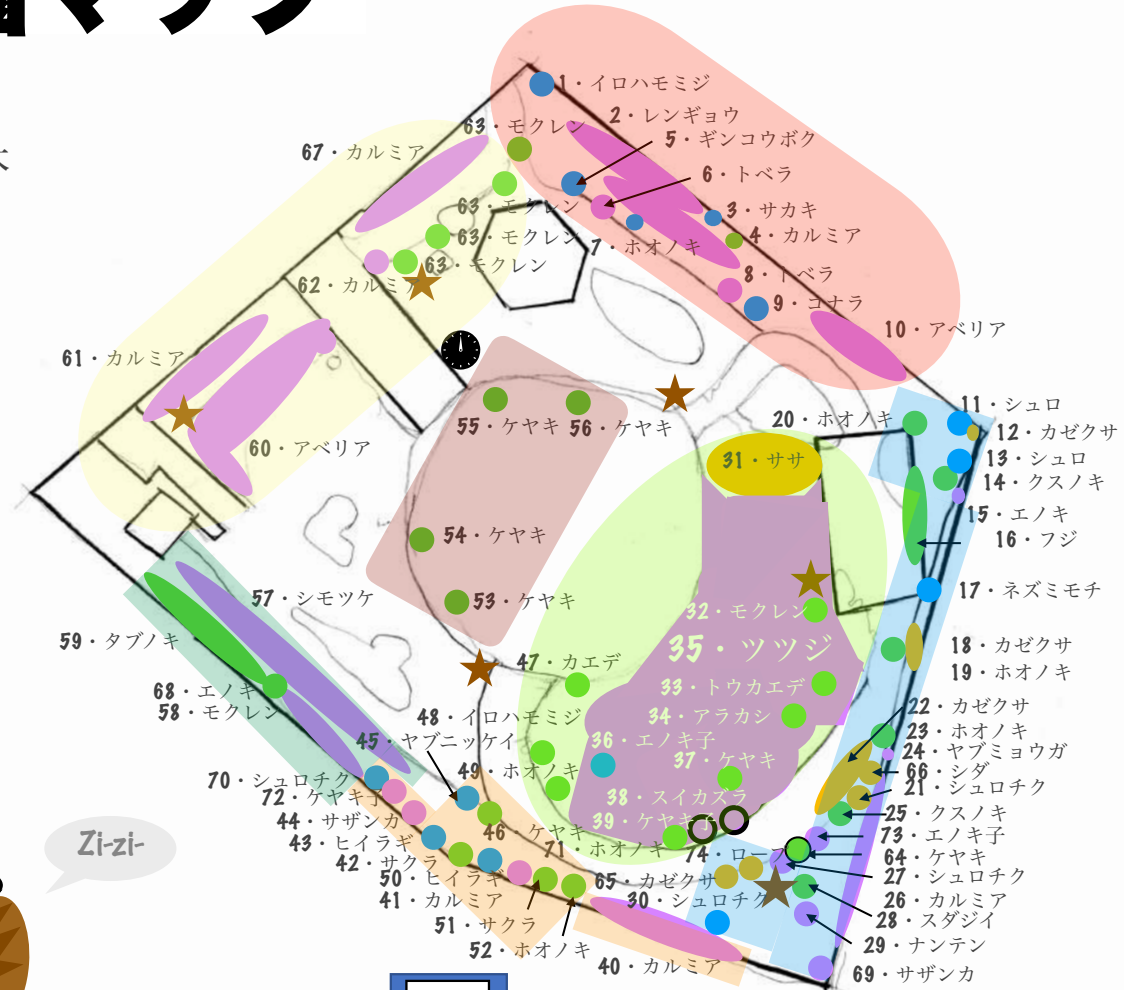 マップ
1・イロハモミジ
2・レンギョウ
63・モクレン
5・ギンコウボク
67・カルミア
6・トベラ
63・モクレン
3・サカキ
63・モクレン
7・ホオノキ
4・カルミア
63・モクレン
8・トベラ
62・カルミア
9・コナラ
10・アベリア
61・カルミア
11・シュロ
20・ホオノキ
55・ケヤキ
56・ケヤキ
12・カゼクサ
60・アベリア
31・ササ
13・シュロ
14・クスノキ
15・エノキ
54・ケヤキ
16・フジ
57・シモツケ
53・ケヤキ
17・ネズミモチ
32・モクレン
59・タブノキ
35・ツツジ
18・カゼクサ
47・カエデ
19・ホオノキ
68・エノキ
33・トウカエデ
58・モクレン
48・イロハモミジ
34・アラカシ
22・カゼクサ
45・ヤブニッケイ
36・エノキ子
23・ホオノキ
24・ヤブミョウガ
49・ホオノキ
37・ケヤキ
66・シダ
70・シュロチク
21・シュロチク
72・ケヤキ子
38・スイカズラ
44・サザンカ
39・ケヤキ子
25・クスノキ
43・ヒイラギ
46・ケヤキ
73・エノキ子
Zi-zi-
71・ホオノキ
74・ロープ
64・ケヤキ
42・サクラ
27・シュロチク
50・ヒイラギ
65・カゼクサ
41・カルミア
30・シュロチク
26・カルミア
51・サクラ
28・スダジイ
52・ホオノキ
29・ナンテン
40・カルミア
69・サザンカ